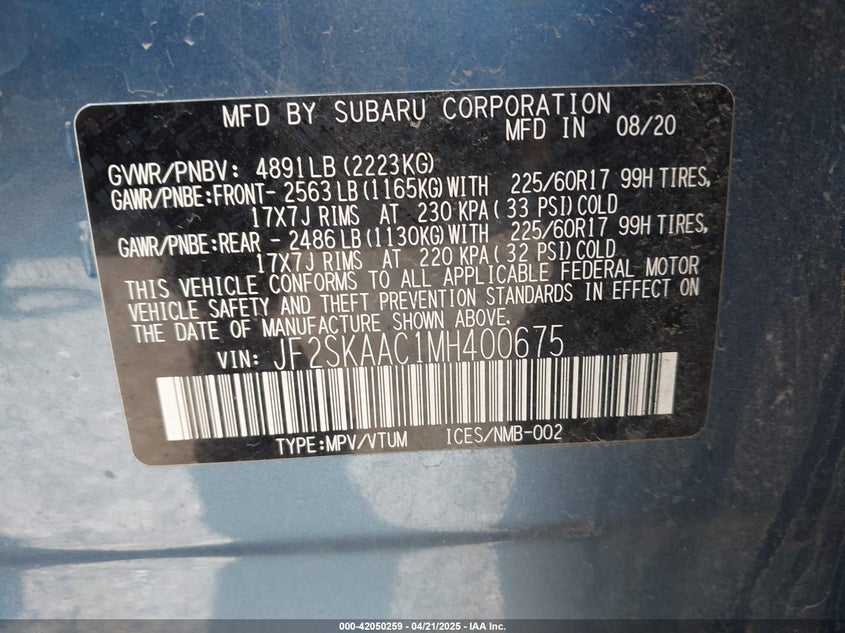 MFD BY SUBARU CORPORATION
MFD IN 08/20
GVWR/PNBV: 4891LB(2223KG)
GAWR/PNBE:FRONT- 2563LB(1165KG)WITH 225/60R17 99H TIRES,
17X7J RIMS AT 230 KPA( 33 PSI)COLD
GAWR/PNBE:REAR - 2486LB(1130KG)WITH 225/60R17 99H TIRES,
17X7J RIMS AT 220 KPA( 32 PSI)COLD
THIS VEHICLE CONFORMS TO ALL APPLICABLE FEDERAL MOTOR
VEHICLE SAFETY AND THEFT PREVENTION STANDARDS IN EFFECT ON
THE DATE OF MANUFACTURE SHOWN ABOVE.
VIN: JF2SKAAC1MH400675
TYPE:MPV/VTUM ICES/NMB-002
000-42050259 - 04/21/2025 - IAA Inc.